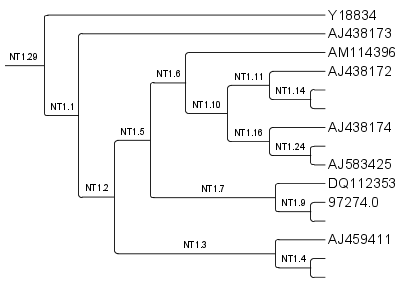 Y18834
AJ438173
NT1.29
AM114396
NT1.6
AJ438172
NT1.11
NT1.14
NT1.1
NT1.10
AJ438174
NT1.5
NT1.16
NT1.24
AJ583425
DQ112353
NT1.2
NT1.7
97274.0
NT1.9
AJ459411
NT1.3
NT1.4